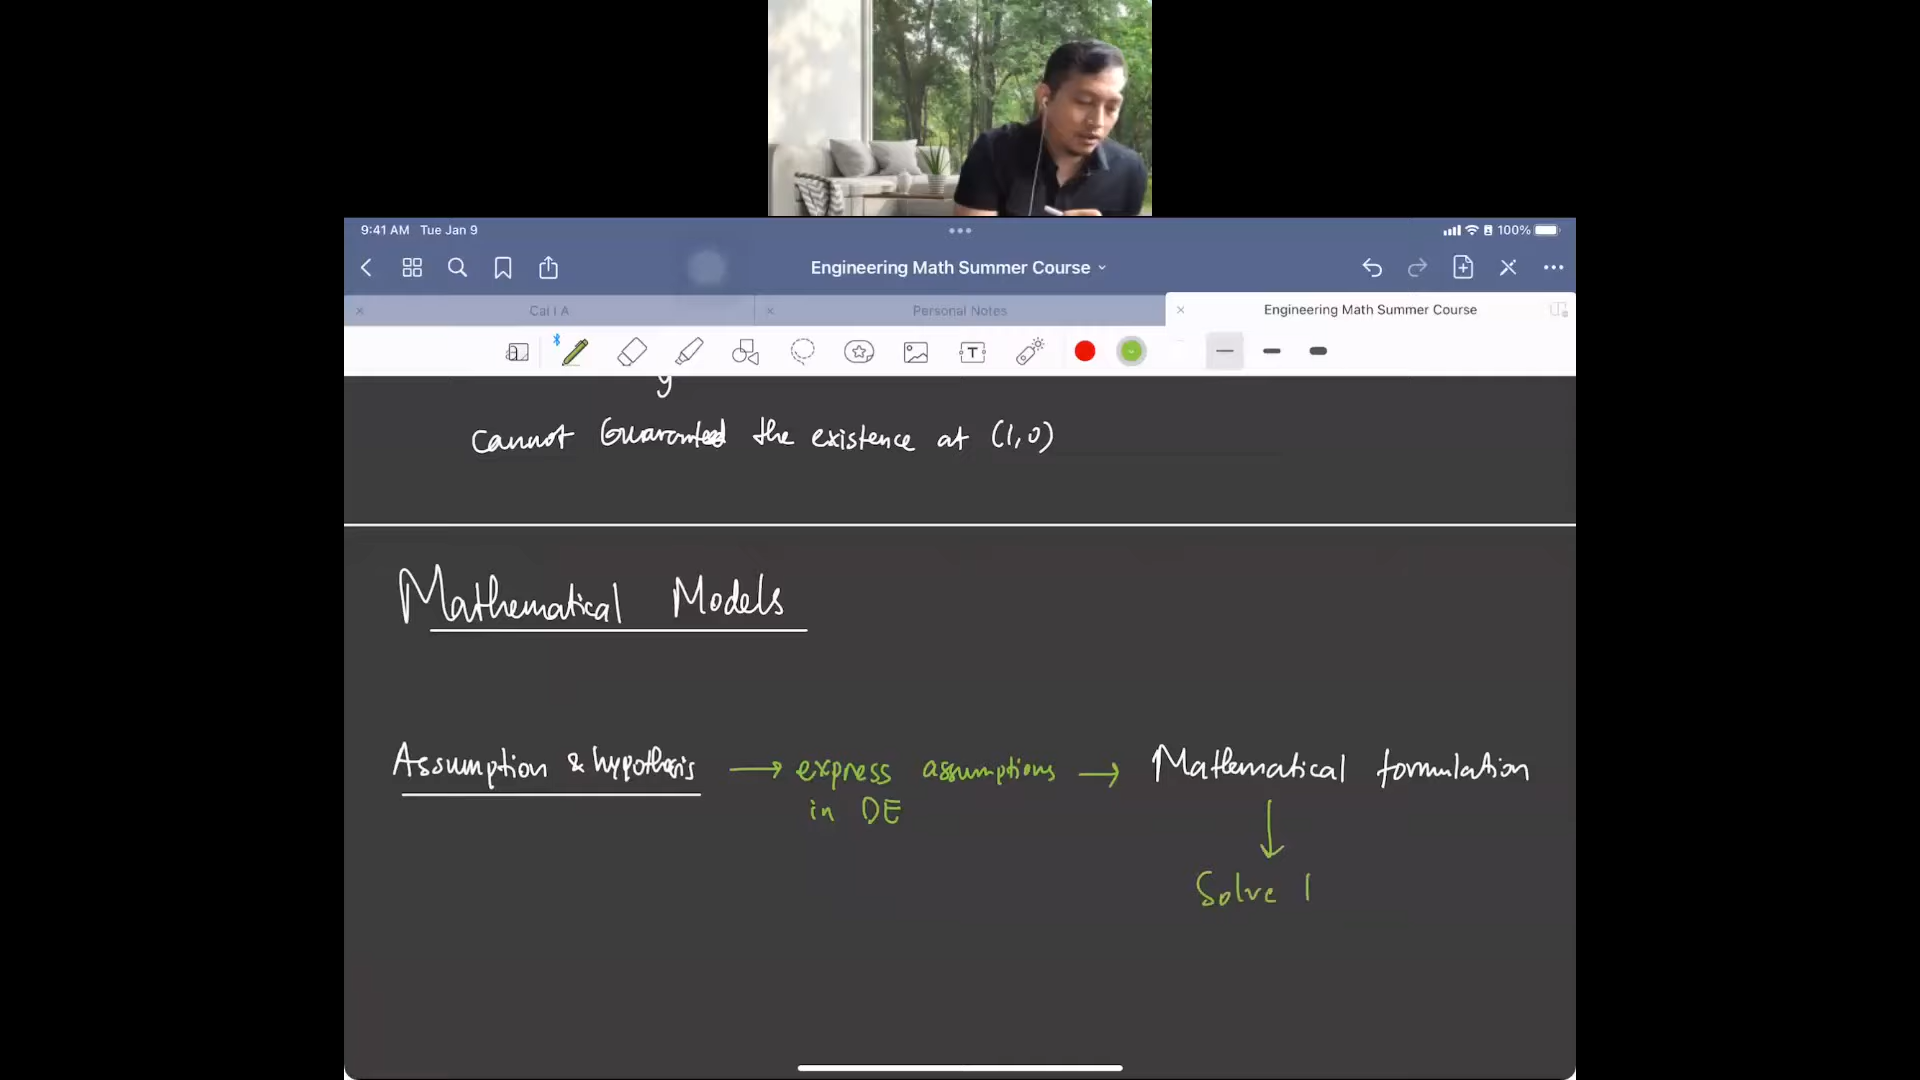 9:41 AM Tue Jan 9
100%
Engineering Math Summer Course
Cal I A
Personal Notes
Engineering Math Summer Course
y
Cannot Guaranteed the existence at (1,0)
Mathematical Models
Assumption & hypothesis → express assumptions → Mathematical formulation
in DE
↓
Solve